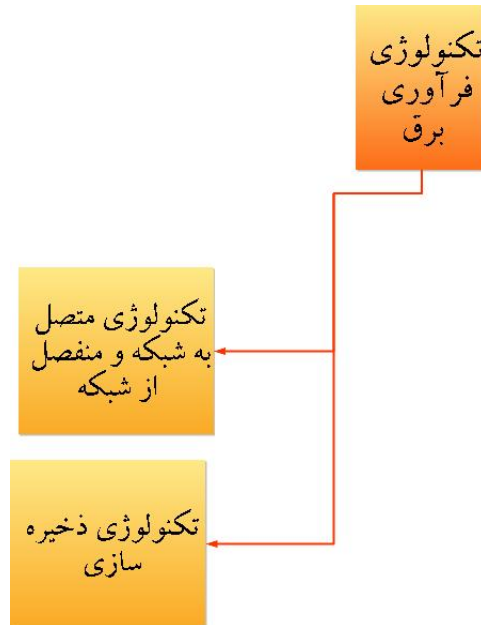 تکنولوژی
فرآوری
برق
تکنولوژی متصل
به شبکه و منفصل
از شبکه
تکنولوژی ذخیره
سازی